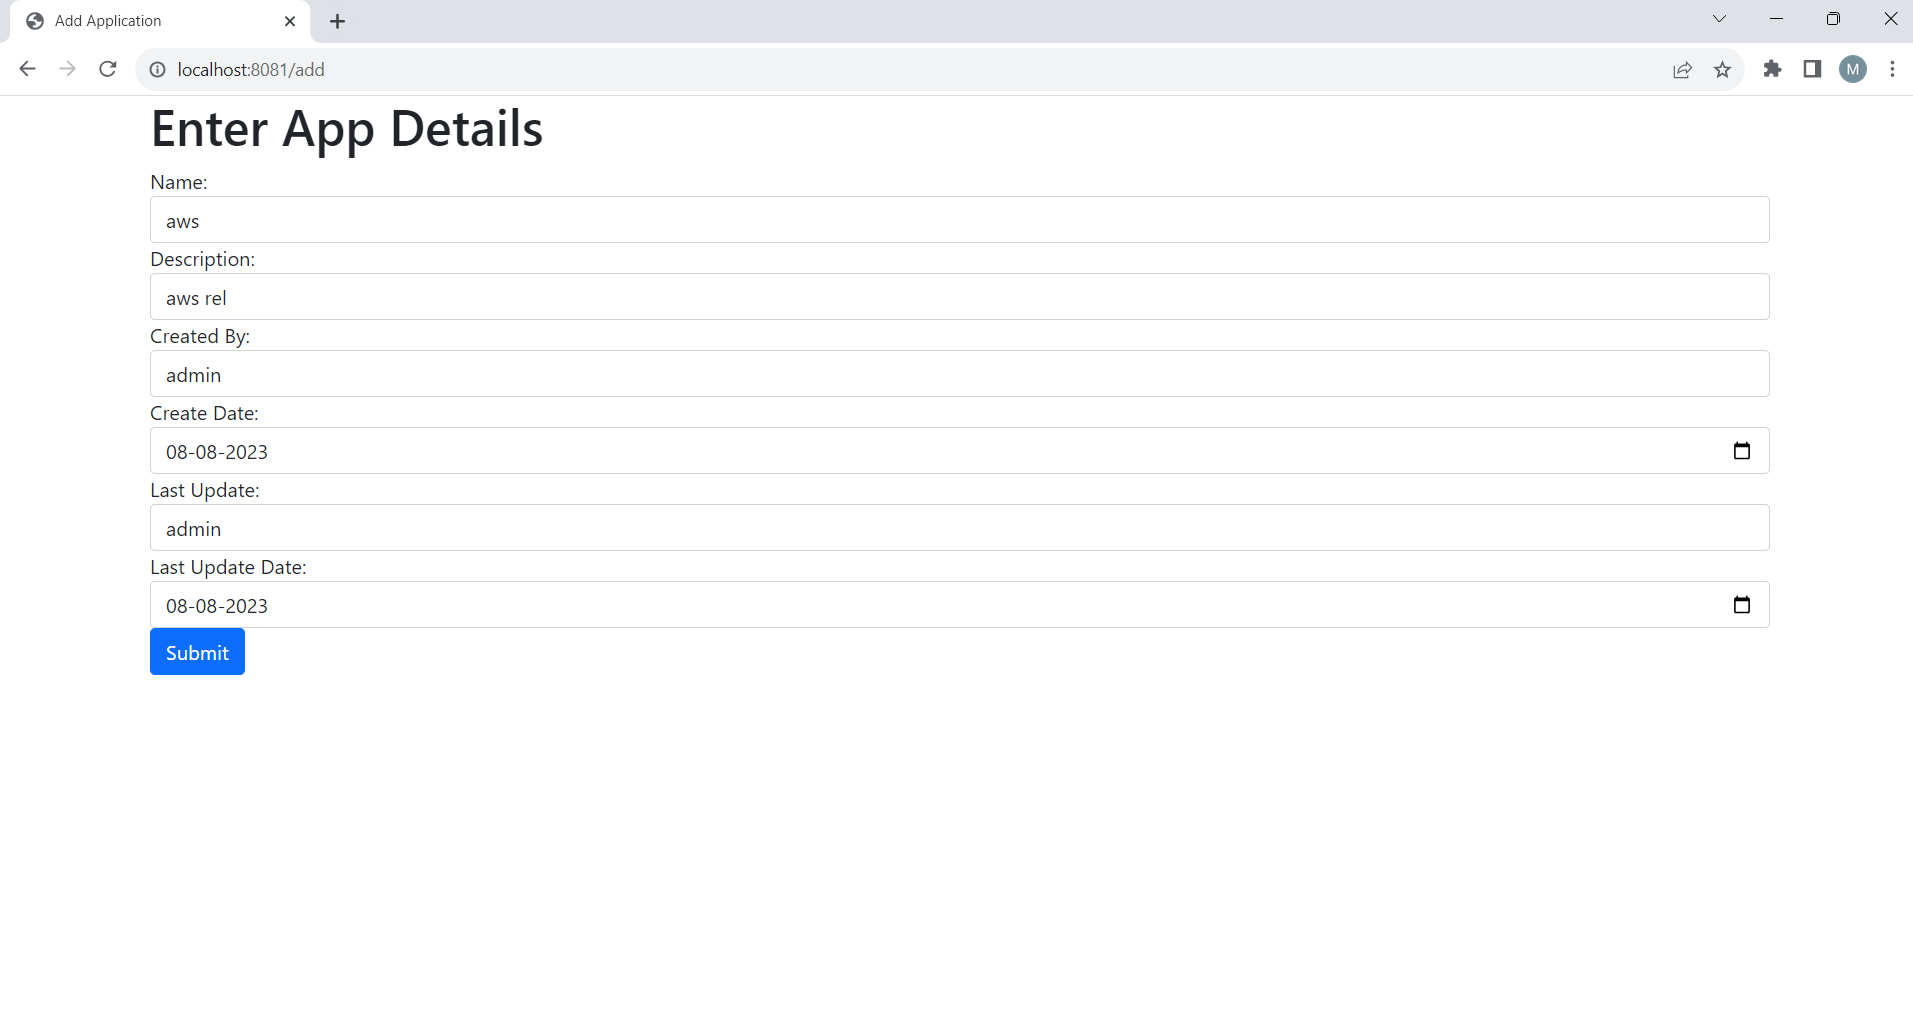 Add Application
localhost:8081/add
M
Enter App Details
Name:
aws
Description:
aws rel
Created By:
admin
Create Date:
08-08-2023
Last Update:
admin
Last Update Date:
08-08-2023
Submit